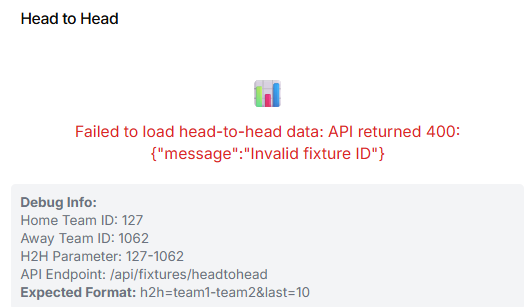 Head to Head
Failed to load head-to-head data: API returned 400:
{"message":"Invalid fixture ID"}
Debug Info:
Home Team ID: 127
Away Team ID: 1062
H2H Parameter: 127-1062
API Endpoint: /api/fixtures/headtohead
Expected Format: h2h=team1-team2&last=10